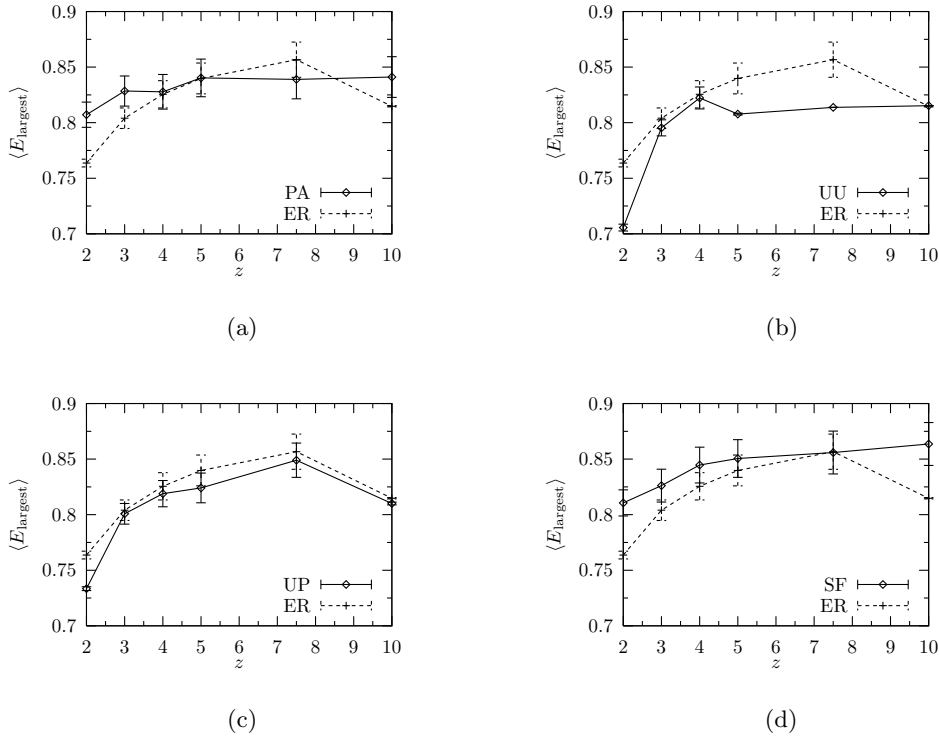 0.9
0.85
0.8
0.75
0.7
⟨E_largest⟩
PA
ER
2 3 4 5 6 7 8 9 10
z
(a)
0.9
0.85
0.8
0.75
0.7
⟨E_largest⟩
UU
ER
2 3 4 5 6 7 8 9 10
z
(b)
0.9
0.85
0.8
0.75
0.7
⟨E_largest⟩
UP
ER
2 3 4 5 6 7 8 9 10
z
(c)
0.9
0.85
0.8
0.75
0.7
⟨E_largest⟩
SF
ER
2 3 4 5 6 7 8 9 10
z
(d)